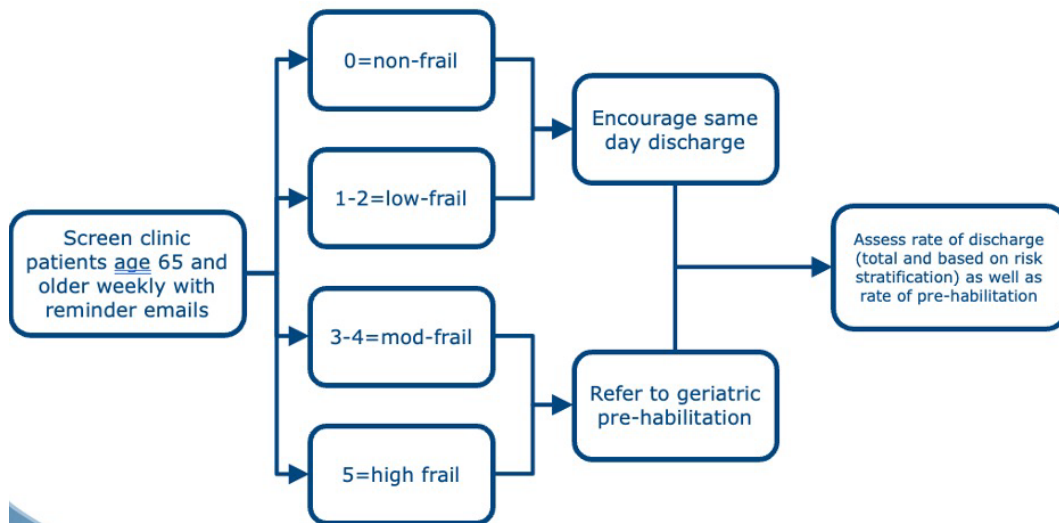 Screen clinic
patients age 65 and
older weekly with
reminder emails
0=non-frail
1-2=low-frail
3-4=mod-frail
5=high frail
Encourage same
day discharge
Refer to geriatric
pre-habilitation
Assess rate of discharge
(total and based on risk
stratification) as well as
rate of pre-habilitation